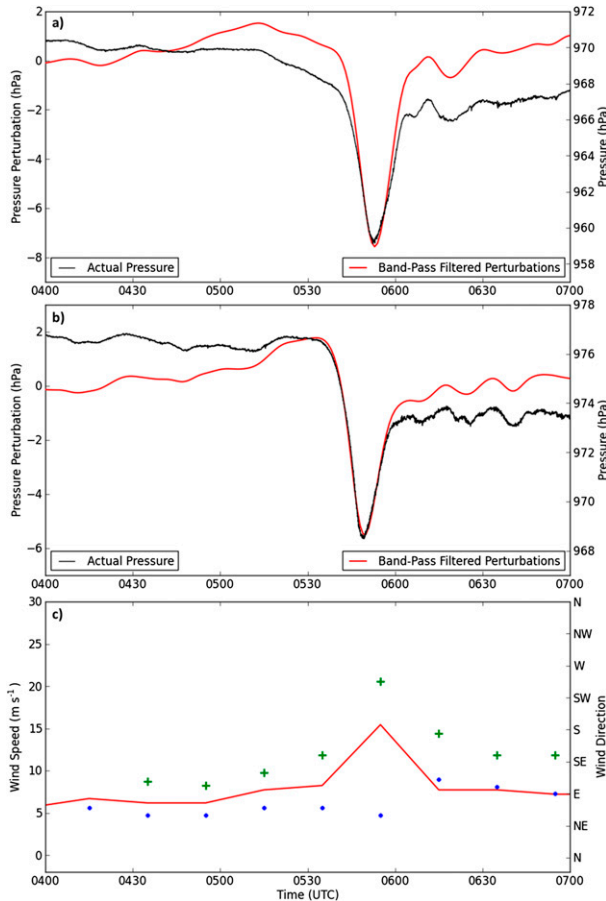 a)
2
0
−2
−4
−6
−8
Pressure Perturbation (hPa)
972
970
968
966
964
962
960
958
Pressure (hPa)
Actual Pressure
Band-Pass Filtered Perturbations
0400 0430 0500 0530 0600 0630 0700
b)
2
0
−2
−4
−6
Pressure Perturbation (hPa)
978
976
974
972
970
968
Pressure (hPa)
Actual Pressure
Band-Pass Filtered Perturbations
0400 0430 0500 0530 0600 0630 0700
c)
30
25
20
15
10
5
0
Wind Speed (m s⁻¹)
N
NW
W
SW
S
SE
E
NE
N
Wind Direction
0400 0430 0500 0530 0600 0630 0700
Time (UTC)